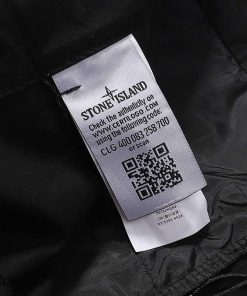 STONE ISLAND
Check the authenticity on
WWW.CERTILOGO.COM
using the following code:
CLG 400 083 258 700
or scan